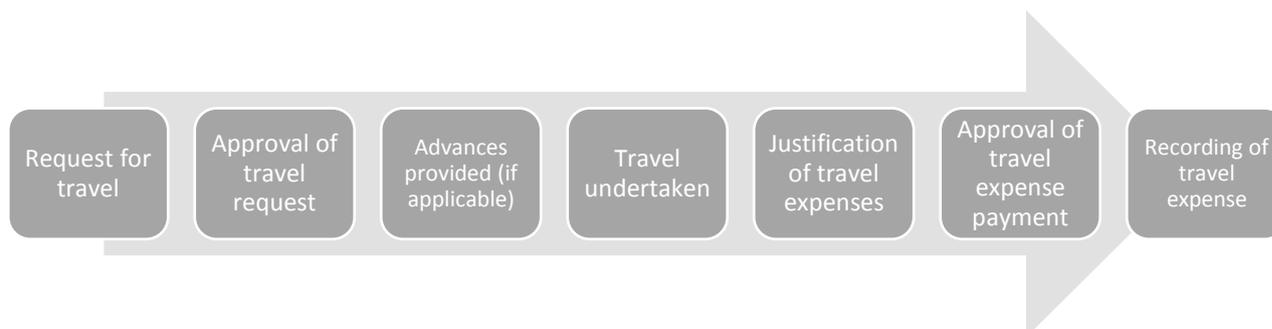 Request for
travel
Approval of
travel
request
Advances
provided (if
applicable)
Travel
undertaken
Justification
of travel
expenses
Approval of
travel
expense
payment
Recording of
travel
expense